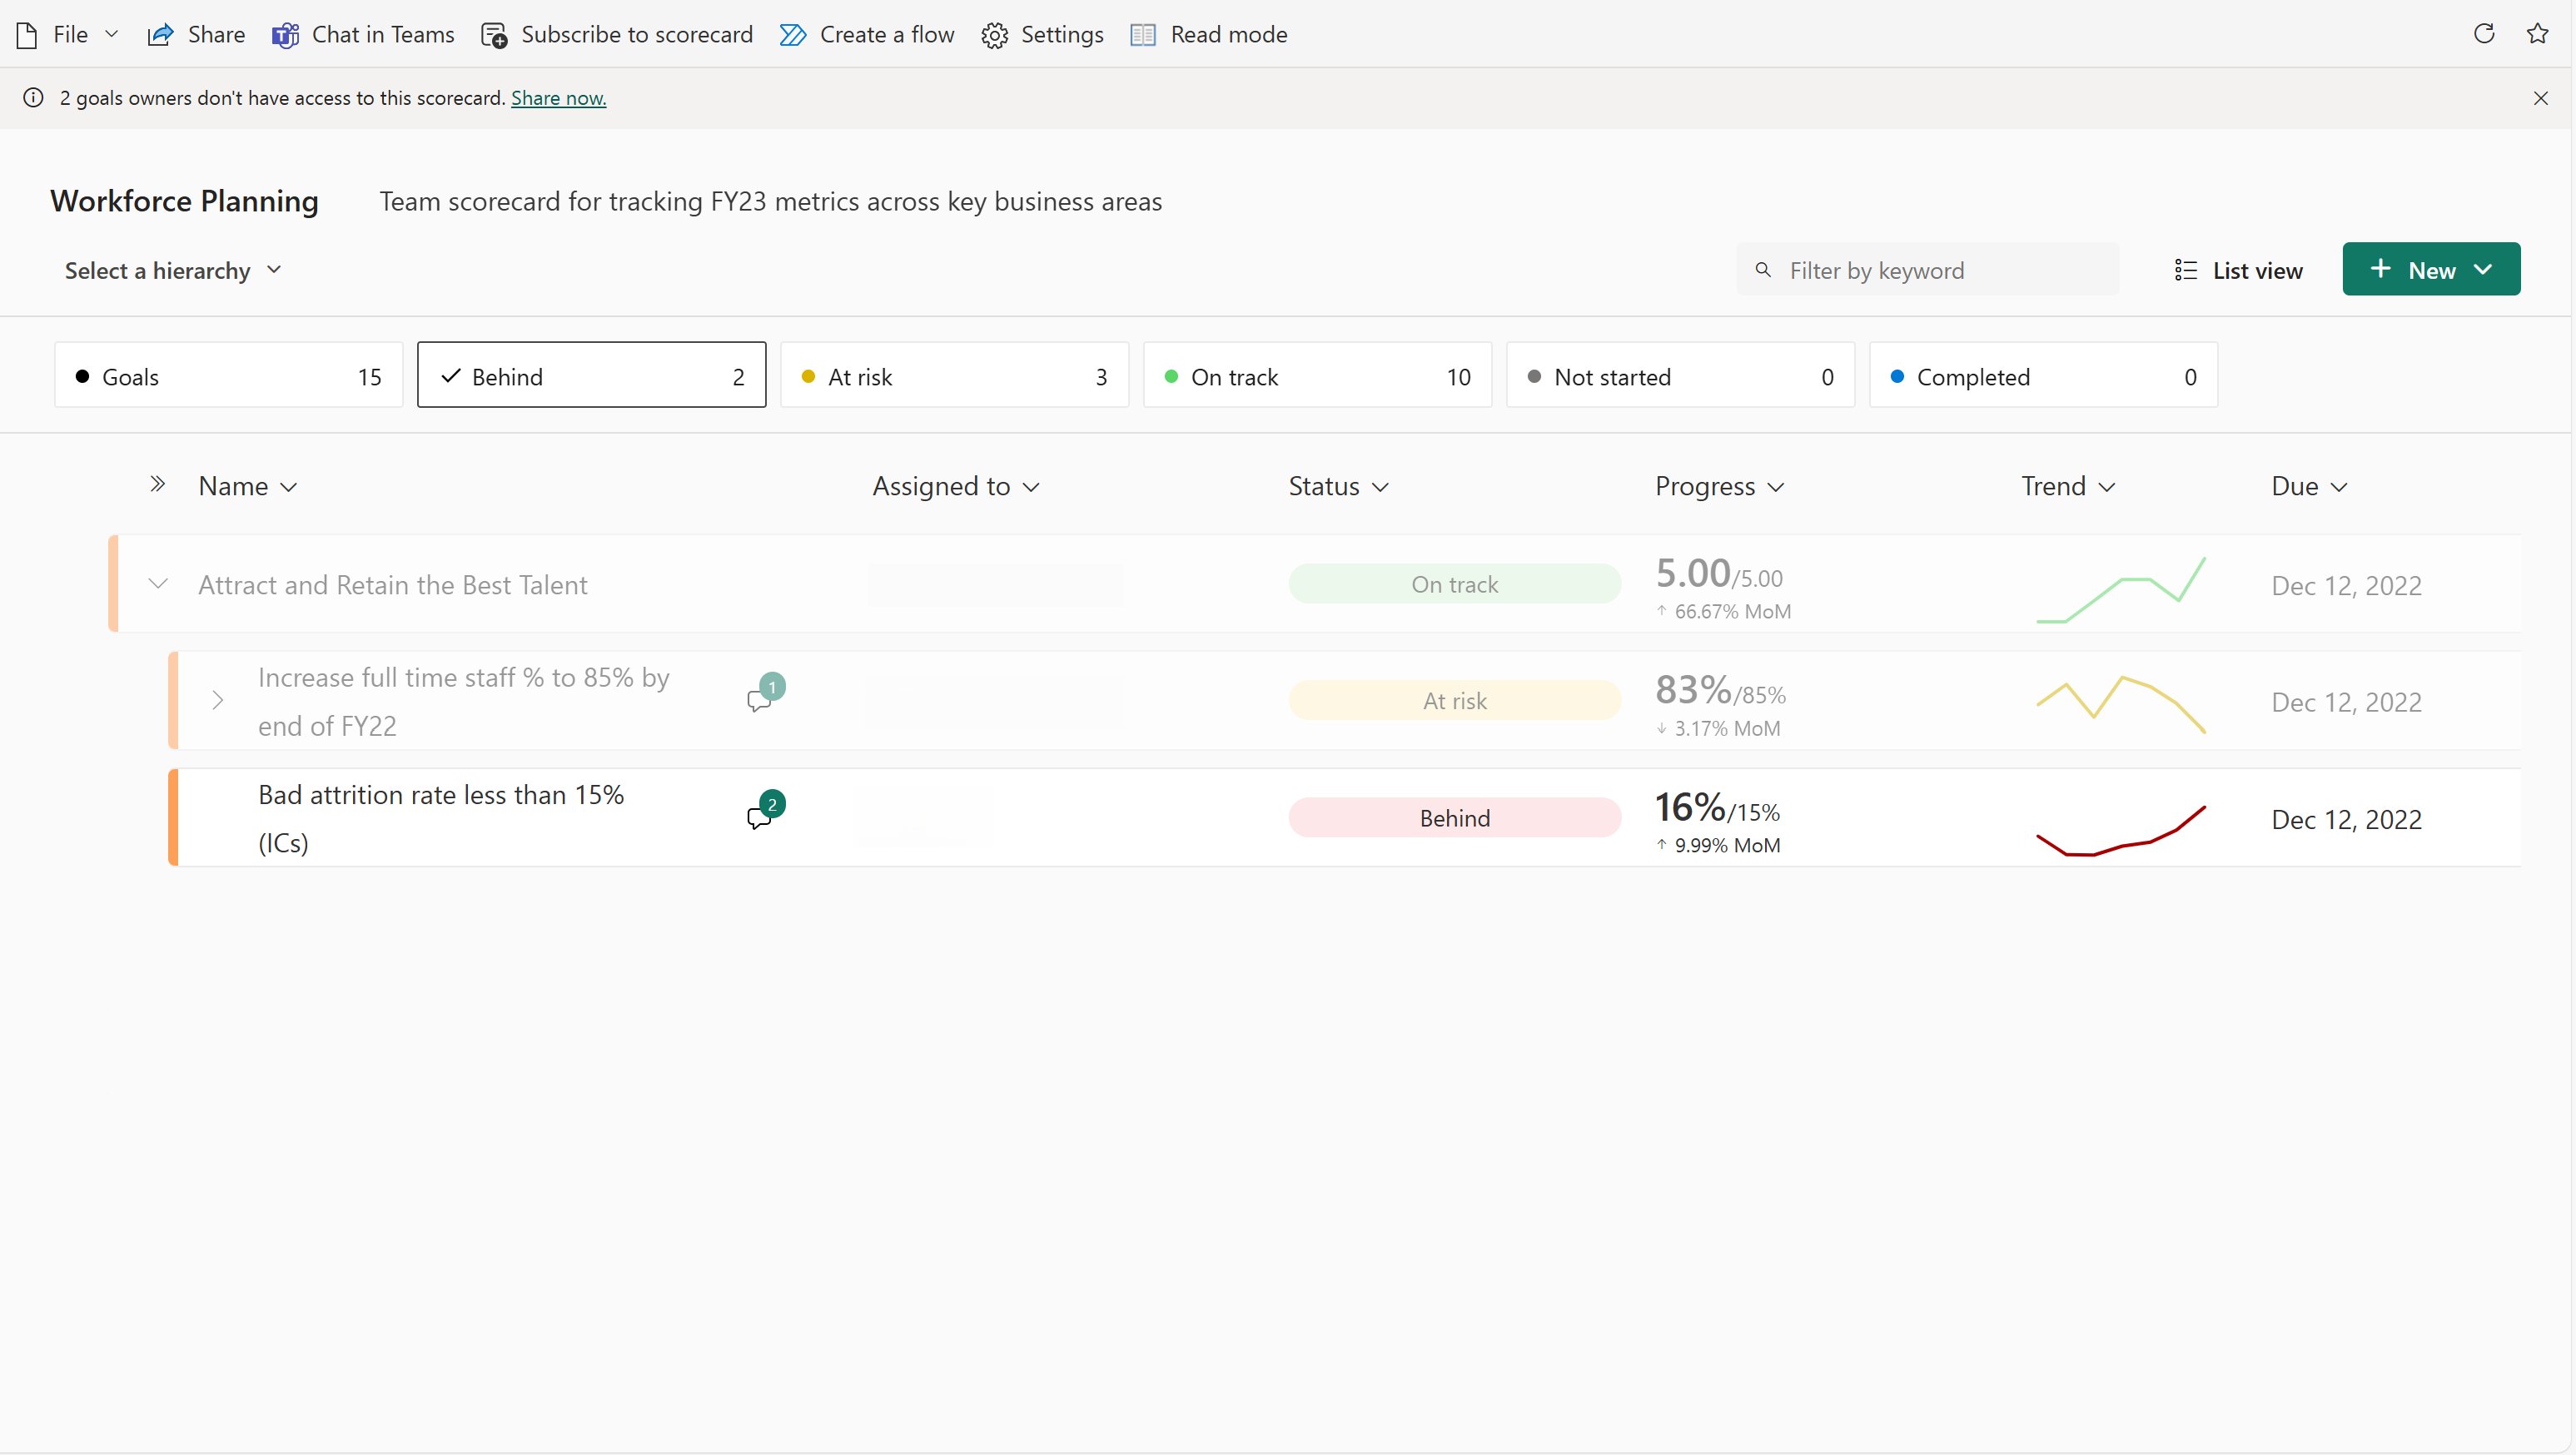 File Share Chat in Teams Subscribe to scorecard Create a flow Settings Read mode
2 goals owners don't have access to this scorecard. Share now.
Workforce Planning Team scorecard for tracking FY23 metrics across key business areas
Select a hierarchy Filter by keyword List view New
Goals 15 Behind 2 At risk 3 On track 10 Not started 0 Completed 0
Name Assigned to Status Progress Trend Due
Attract and Retain the Best Talent On track 5.00/5.00 Dec 12, 2022
↑ 66.67% MoM
Increase full time staff % to 85% by 1 At risk 83%/85% Dec 12, 2022
end of FY22 ↓ 3.17% MoM
Bad attrition rate less than 15% 2 Behind 16%/15% Dec 12, 2022
(ICs) ↑ 9.99% MoM